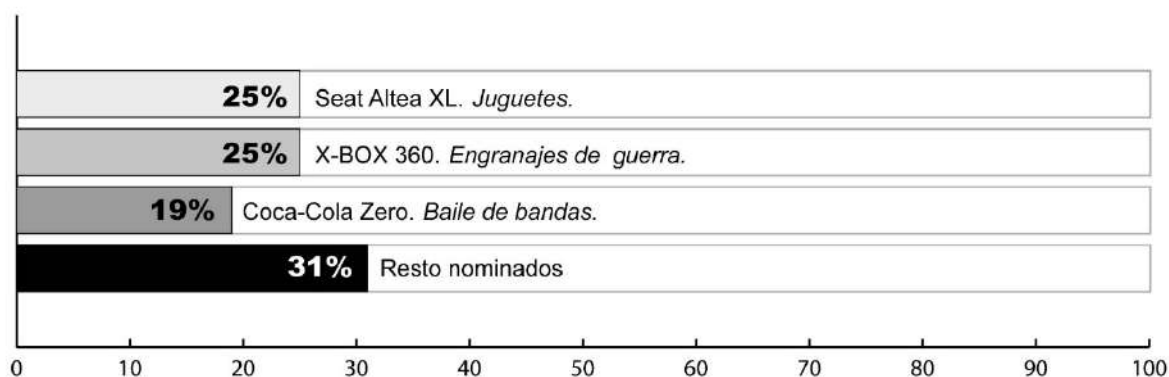 25% Seat Altea XL. Juguetes.
25% X-BOX 360. Engranajes de guerra.
19% Coca-Cola Zero. Baile de bandas.
31% Resto nominados
0 10 20 30 40 50 60 70 80 90 100